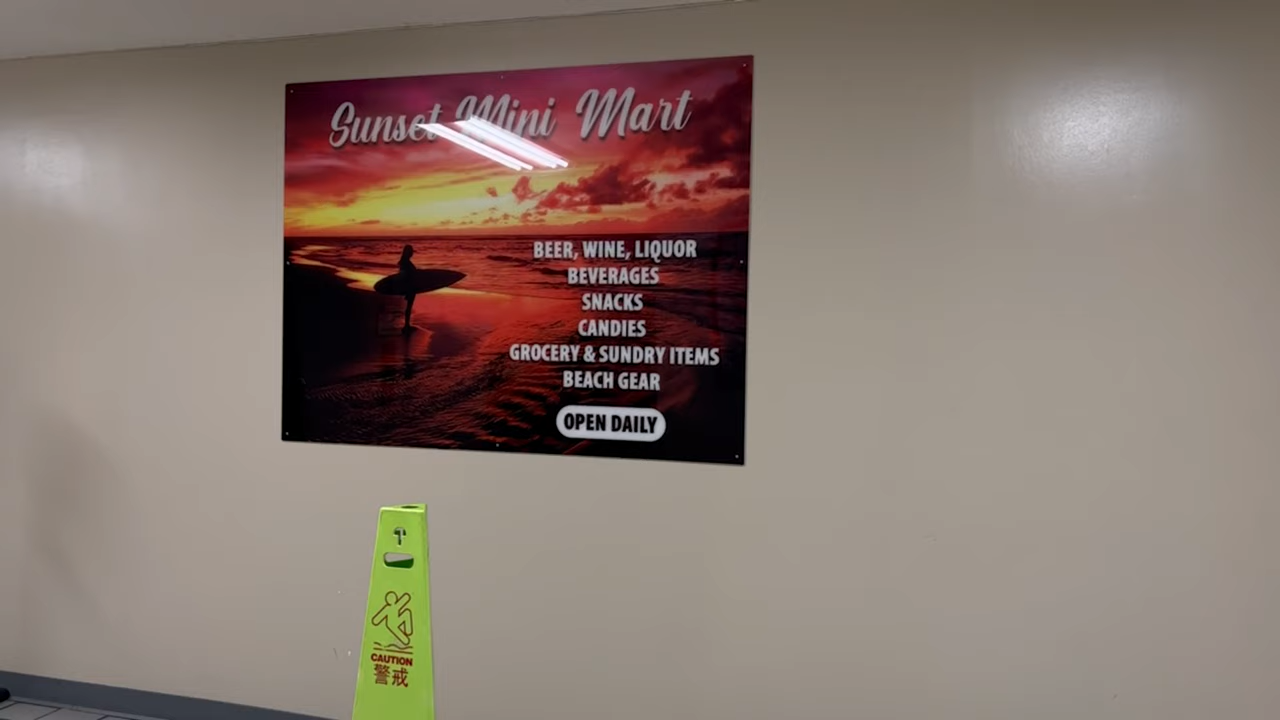 Sunset Mini Mart
BEER, WINE, LIQUOR
BEVERAGES
SNACKS
CANDIES
GROCERY & SUNDRY ITEMS
BEACH GEAR
OPEN DAILY
CAUTION
警戒